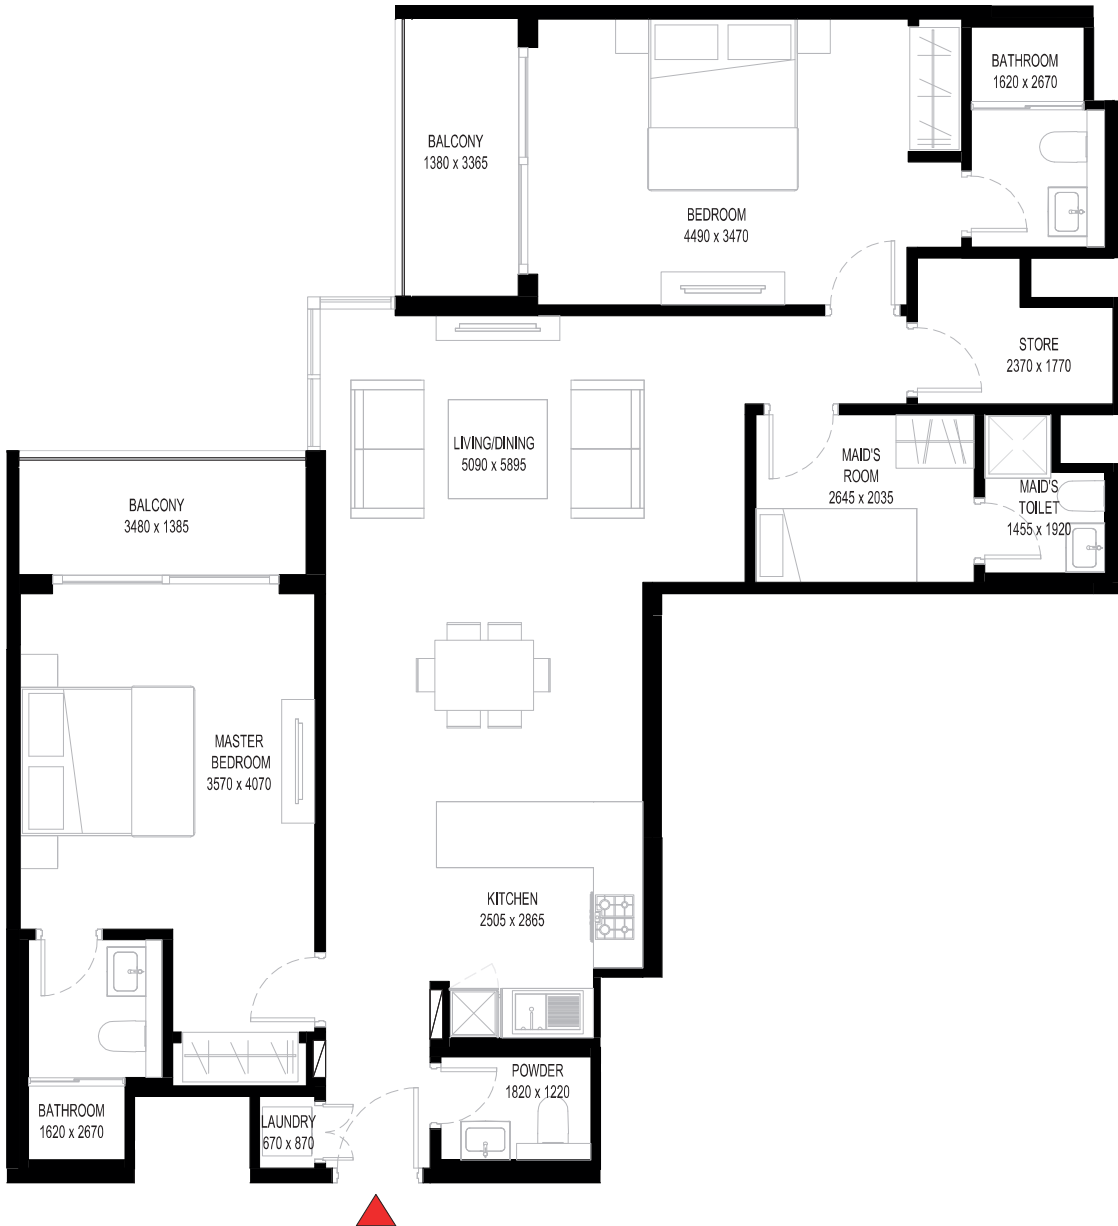 BATHROOM
1620 x 2670
BALCONY
1380 x 3365
BEDROOM
4490 x 3470
STORE
2370 x 1770
LIVING/DINING
5090 x 5895
MAID'S
ROOM
2645 x 2035
MAID'S
TOILET
1455 x 1920
BALCONY
3480 x 1385
MASTER
BEDROOM
3570 x 4070
KITCHEN
2505 x 2865
POWDER
1820 x 1220
BATHROOM
1620 x 2670
LAUNDRY
670 x 870